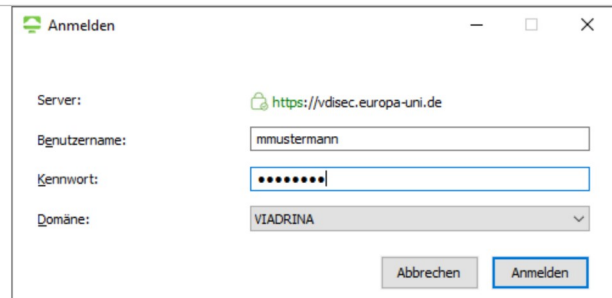 Anmelden
Server: https://vdisec.europa-uni.de
Benutzername: mmustermann
Kennwort: ••••••••
Domäne: VIADRINA
Abbrechen Anmelden